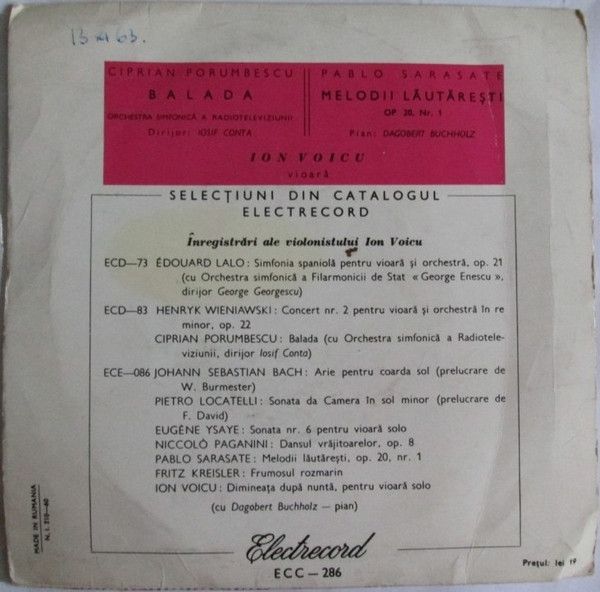 13 XI 63.
CIPRIAN PORUMBESCU
BALADA
ORCHESTRA SIMFONICĂ A RADIOTELEVIZIUNII
Dirijor: IOSIF CONTA
PABLO SARASATE
MELODII LĂUTĂREȘTI
OP. 20, Nr. 1
Pian: DAGOBERT BUCHHOLZ
ION VOICU
vioară
SELECȚIUNI DIN CATALOGUL
ELECTRECORD
Înregistrări ale violonistului Ion Voicu
ECD—73 ÉDOUARD LALO: Simfonia spaniolă pentru vioară și orchestră, op. 21
(cu Orchestra simfonică a Filarmonicii de Stat «George Enescu»,
dirijor George Georgescu)
ECD—83 HENRYK WIENIAWSKI: Concert nr. 2 pentru vioară și orchestră în re
minor, op. 22
CIPRIAN PORUMBESCU: Balada (cu Orchestra simfonică a Radiotele-
viziunii, dirijor Iosif Conta)
ECE—086 JOHANN SEBASTIAN BACH: Arie pentru coarda sol (prelucrare de
W. Burmester)
PIETRO LOCATELLI: Sonata da Camera în sol minor (prelucrare de
F. David)
EUGÈNE YSAYE: Sonata nr. 6 pentru vioară solo
NICCOLÒ PAGANINI: Dansul vrăjitoarelor, op. 8
PABLO SARASATE: Melodii lăutărești, op. 20, nr. 1
FRITZ KREISLER: Frumosul rozmarin
ION VOICU: Dimineața după nuntă, pentru vioară solo
(cu Dagobert Buchholz — pian)
MADE IN RUMANIA
N. I. 210—60
Electrecord
ECC — 286
Prețul: lei 19